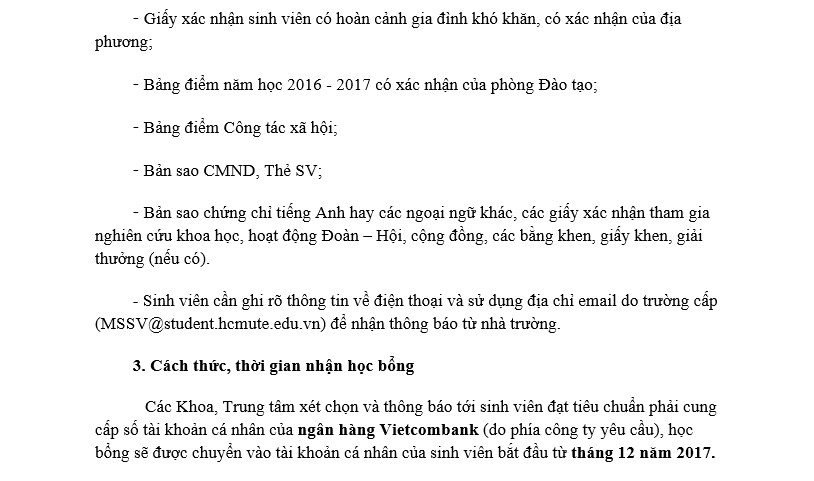 - Giấy xác nhận sinh viên có hoàn cảnh gia đình khó khăn, có xác nhận của địa
phương;
- Bảng điểm năm học 2016 - 2017 có xác nhận của phòng Đào tạo;
- Bảng điểm Công tác xã hội;
- Bản sao CMND, Thẻ SV;
- Bản sao chứng chỉ tiếng Anh hay các ngoại ngữ khác, các giấy xác nhận tham gia
nghiên cứu khoa học, hoạt động Đoàn – Hội, cộng đồng, các bằng khen, giấy khen, giải
thưởng (nếu có).
- Sinh viên cần ghi rõ thông tin về điện thoại và sử dụng địa chỉ email do trường cấp
(MSSV@student.hcmute.edu.vn) để nhận thông báo từ nhà trường.
3. Cách thức, thời gian nhận học bổng
Các Khoa, Trung tâm xét chọn và thông báo tới sinh viên đạt tiêu chuẩn phải cung
cấp số tài khoản cá nhân của ngân hàng Vietcombank (do phía công ty yêu cầu), học
bổng sẽ được chuyển vào tài khoản cá nhân của sinh viên bắt đầu từ tháng 12 năm 2017.